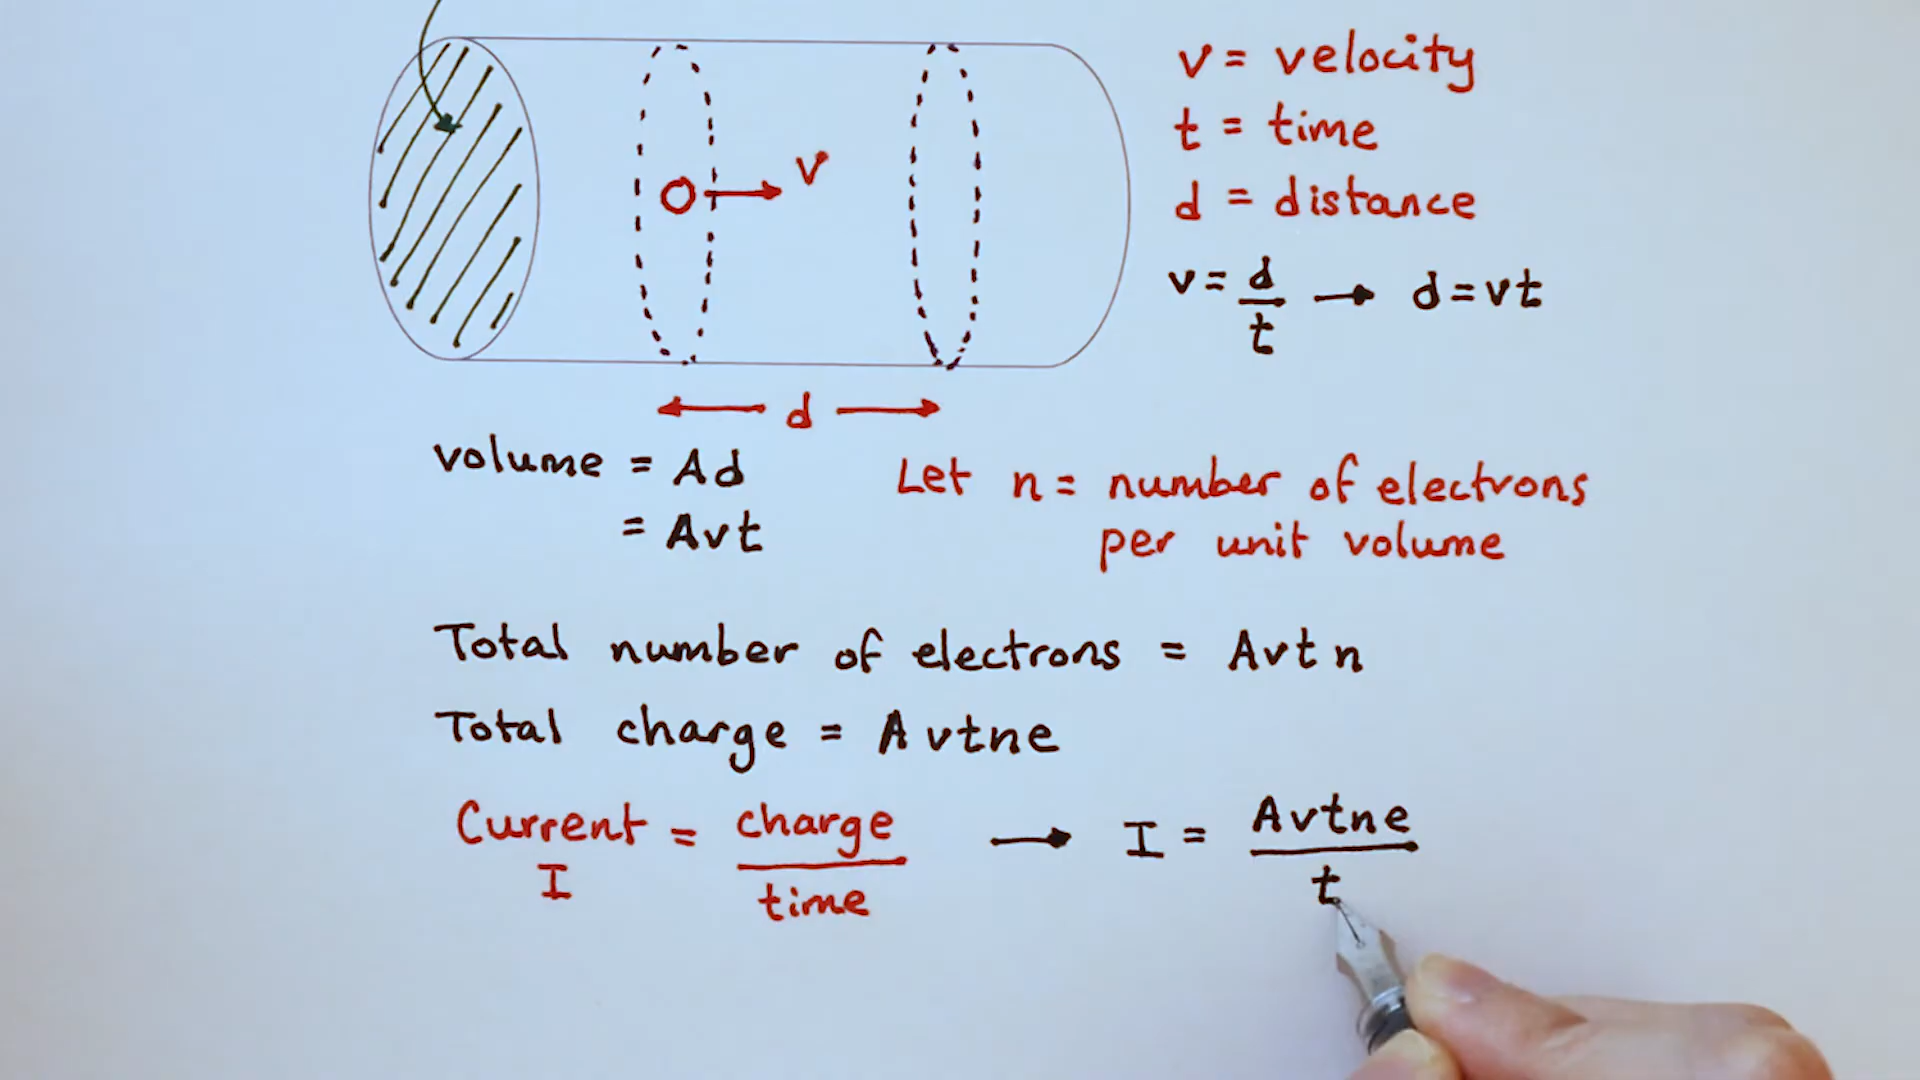 v = velocity
t = time
d = distance
v
v = d/t → d = vt
d
volume = Ad
= Avt
Let n = number of electrons
per unit volume
Total number of electrons = Avtn
Total charge = Avtne
Current = charge/time → I = Avtne/t
I